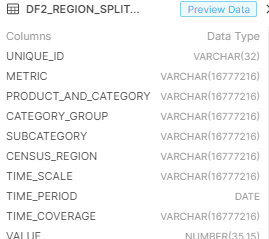 DF2_REGION_SPLIT... Preview Data
Columns Data Type
UNIQUE_ID VARCHAR(32)
METRIC VARCHAR(16777216)
PRODUCT_AND_CATEGORY VARCHAR(16777216)
CATEGORY_GROUP VARCHAR(16777216)
SUBCATEGORY VARCHAR(16777216)
CENSUS_REGION VARCHAR(16777216)
TIME_SCALE VARCHAR(16777216)
TIME_PERIOD DATE
TIME_COVERAGE VARCHAR(16777216)
VALUE NUMBER(35,15)